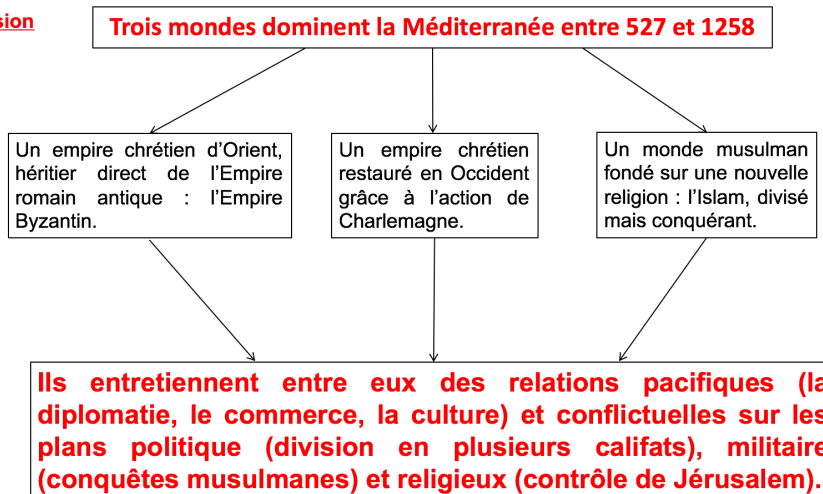 sion
Trois mondes dominent la Méditerranée entre 527 et 1258
Un empire chrétien d’Orient,
héritier direct de l’Empire
romain antique : l’Empire
Byzantin.
Un empire chrétien
restauré en Occident
grâce à l’action de
Charlemagne.
Un monde musulman
fondé sur une nouvelle
religion : l’Islam, divisé
mais conquérant.
Ils entretiennent entre eux des relations pacifiques (la
diplomatie, le commerce, la culture) et conflictuelles sur les
plans politique (division en plusieurs califats), militaire
(conquêtes musulmanes) et religieux (contrôle de Jérusalem).